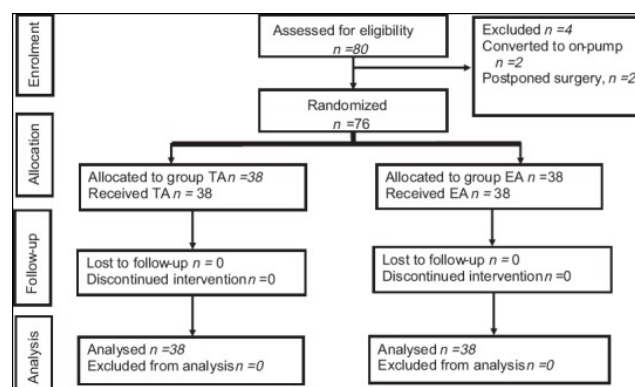 Enrolment
Assessed for eligibility
n =80
Excluded n =4
Converted to on-pump
n =2
Postponed surgery, n =2
Randomized
n =76
Allocation
Allocated to group TA n =38
Received TA n = 38
Allocated to group EA n =38
Received EA n = 38
Follow-up
Lost to follow-up n = 0
Discontinued intervention n =0
Lost to follow-up n = 0
Discontinued intervention n =0
Analysis
Analysed n =38
Excluded from analysis n =0
Analysed n =38
Excluded from analysis n =0